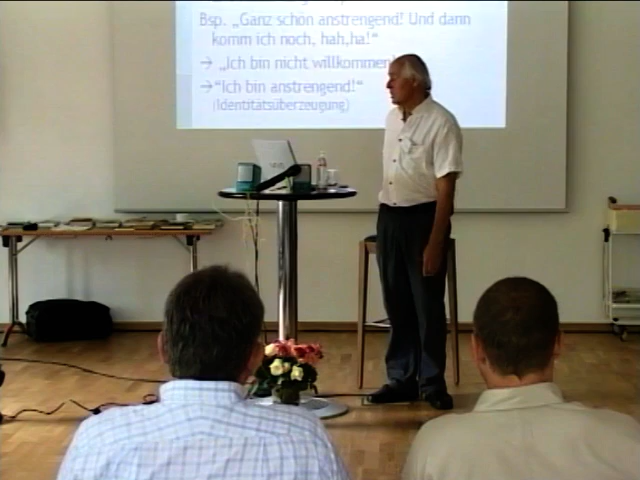 Bsp. „Ganz schön anstrengend! Und dann
komm ich noch, hah,ha!“
→ „Ich bin nicht willkommen
→“Ich bin anstrengend!“
(Identitätsüberzeugung)